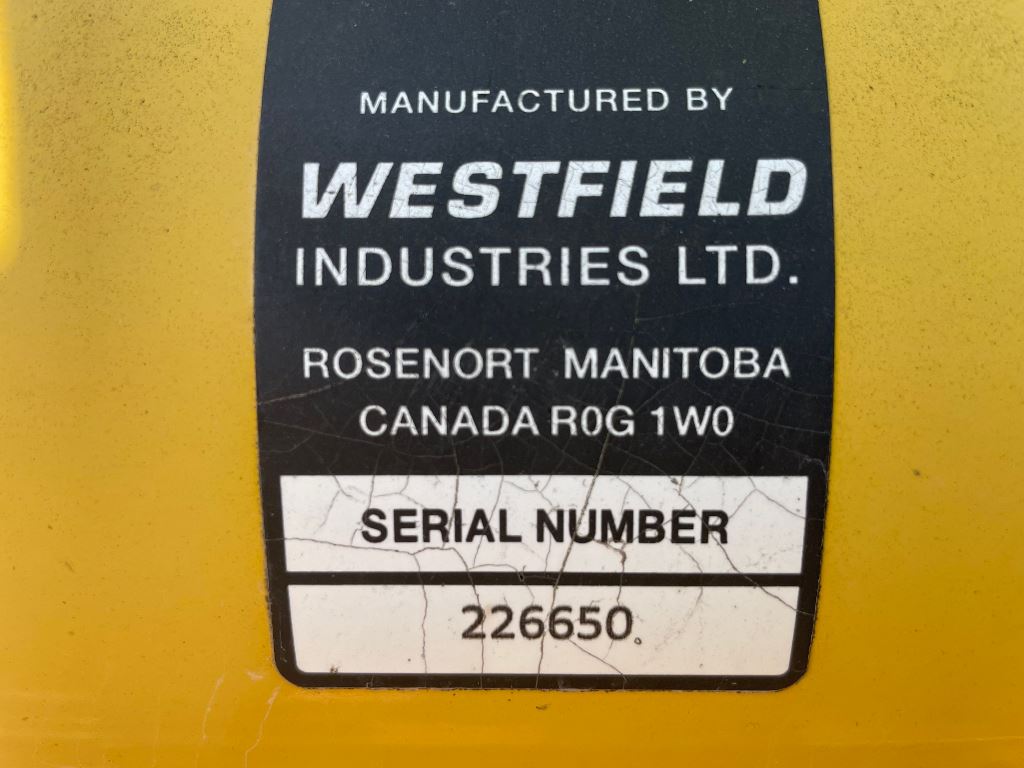 MANUFACTURED BY
WESTFIELD
INDUSTRIES LTD.
ROSENORT MANITOBA
CANADA R0G 1W0
SERIAL NUMBER
226650